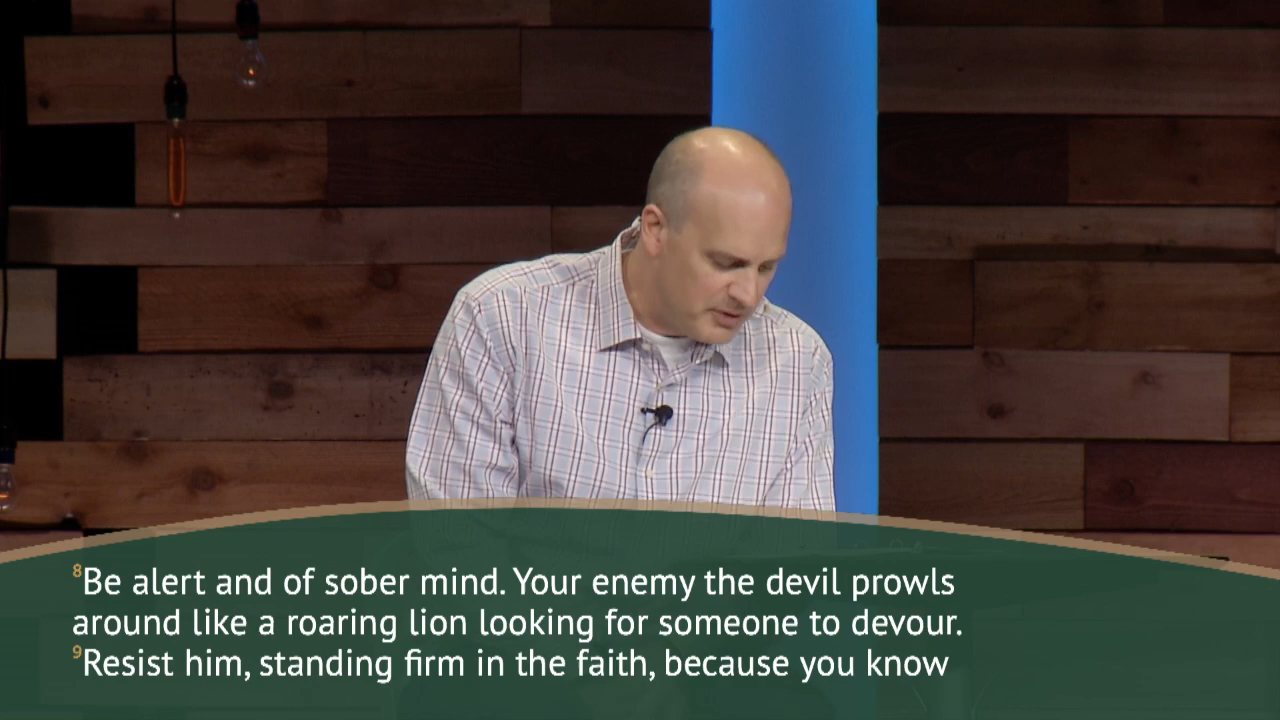 ⁸Be alert and of sober mind. Your enemy the devil prowls
around like a roaring lion looking for someone to devour.
⁹Resist him, standing firm in the faith, because you know